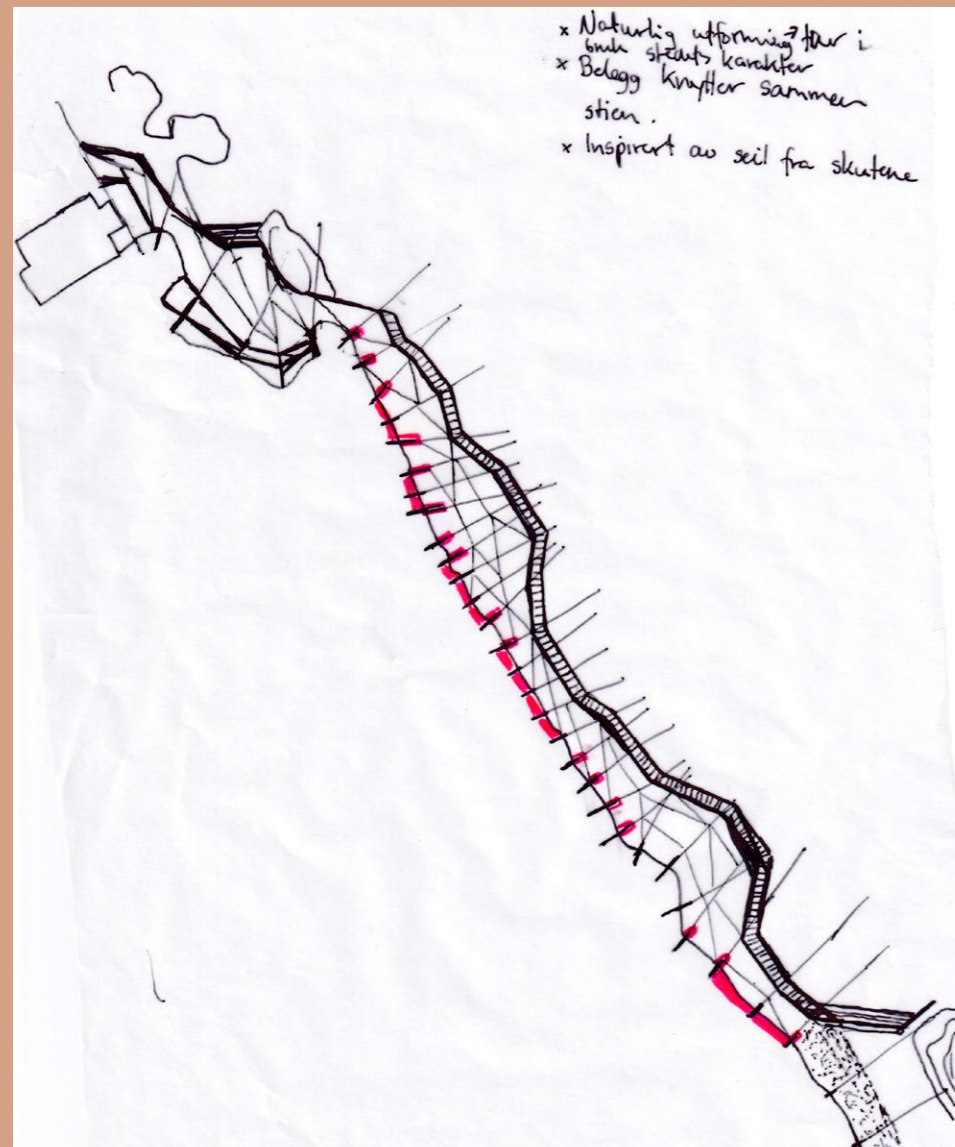 x Naturlig utforming → tar i
bruk stedets karakter
x Belegg knytter sammen
stien.
x Inspirert av seil fra skutene